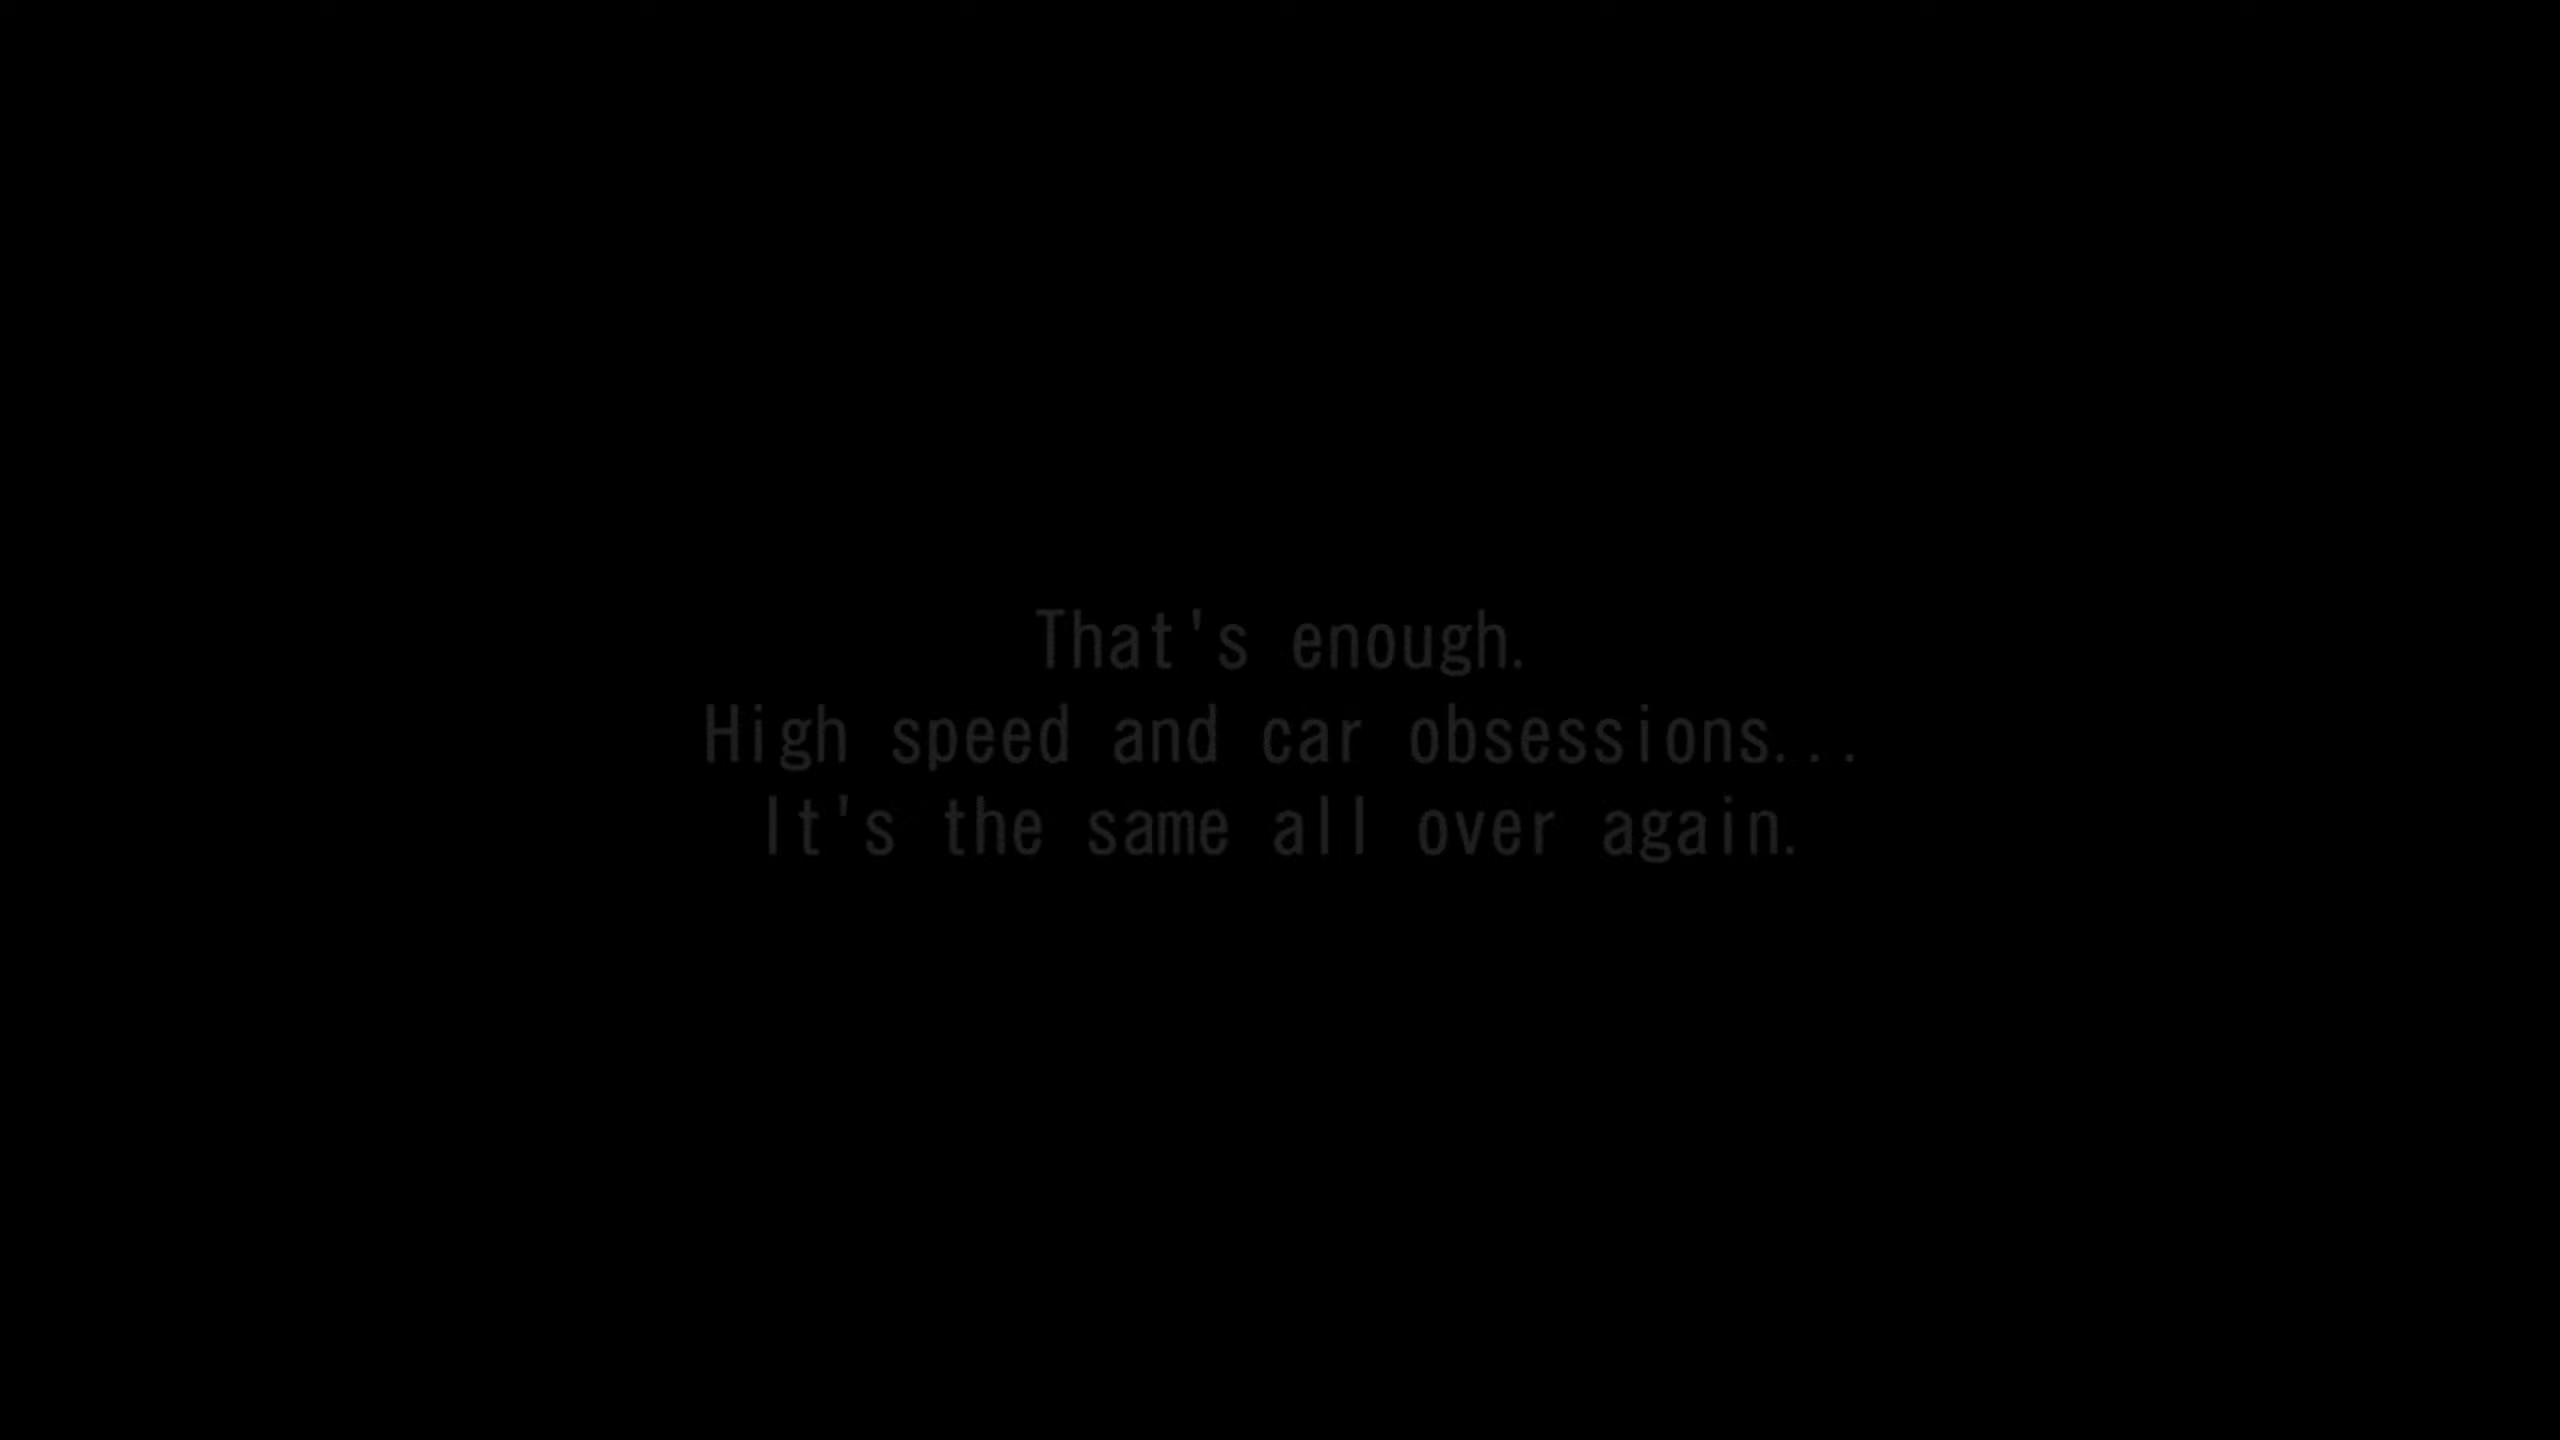 That's enough.
High speed and car obsessions...
It's the same all over again.